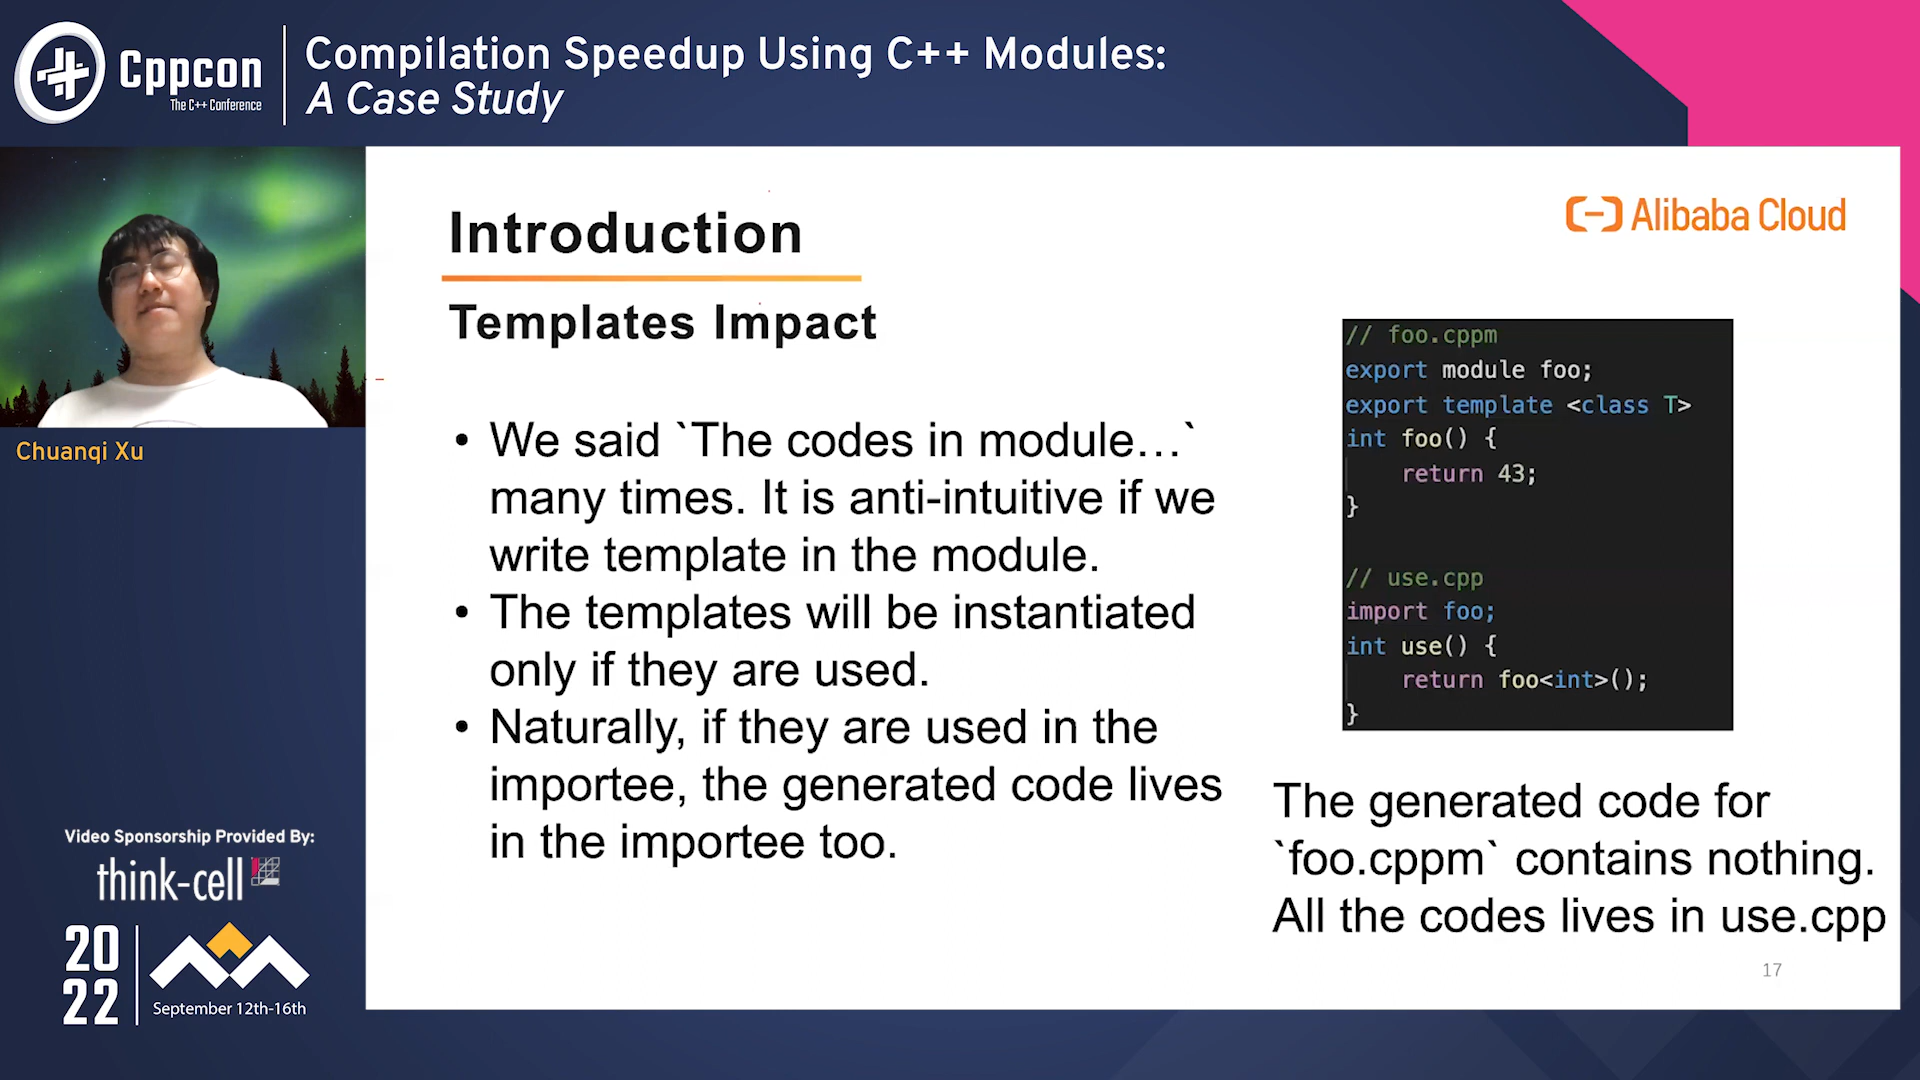 Cppcon
The C++ Conference
Compilation Speedup Using C++ Modules:
A Case Study
Chuanqi Xu
Video Sponsorship Provided By:
think-cell
20
22
September 12th-16th
Introduction
Alibaba Cloud
Templates Impact
• We said `The codes in module...`
many times. It is anti-intuitive if we
write template in the module.
• The templates will be instantiated
only if they are used.
• Naturally, if they are used in the
importee, the generated code lives
in the importee too.
// foo.cppm
export module foo;
export template <class T>
int foo() {
return 43;
}
// use.cpp
import foo;
int use() {
return foo<int>();
}
The generated code for
`foo.cppm` contains nothing.
All the codes lives in use.cpp
17